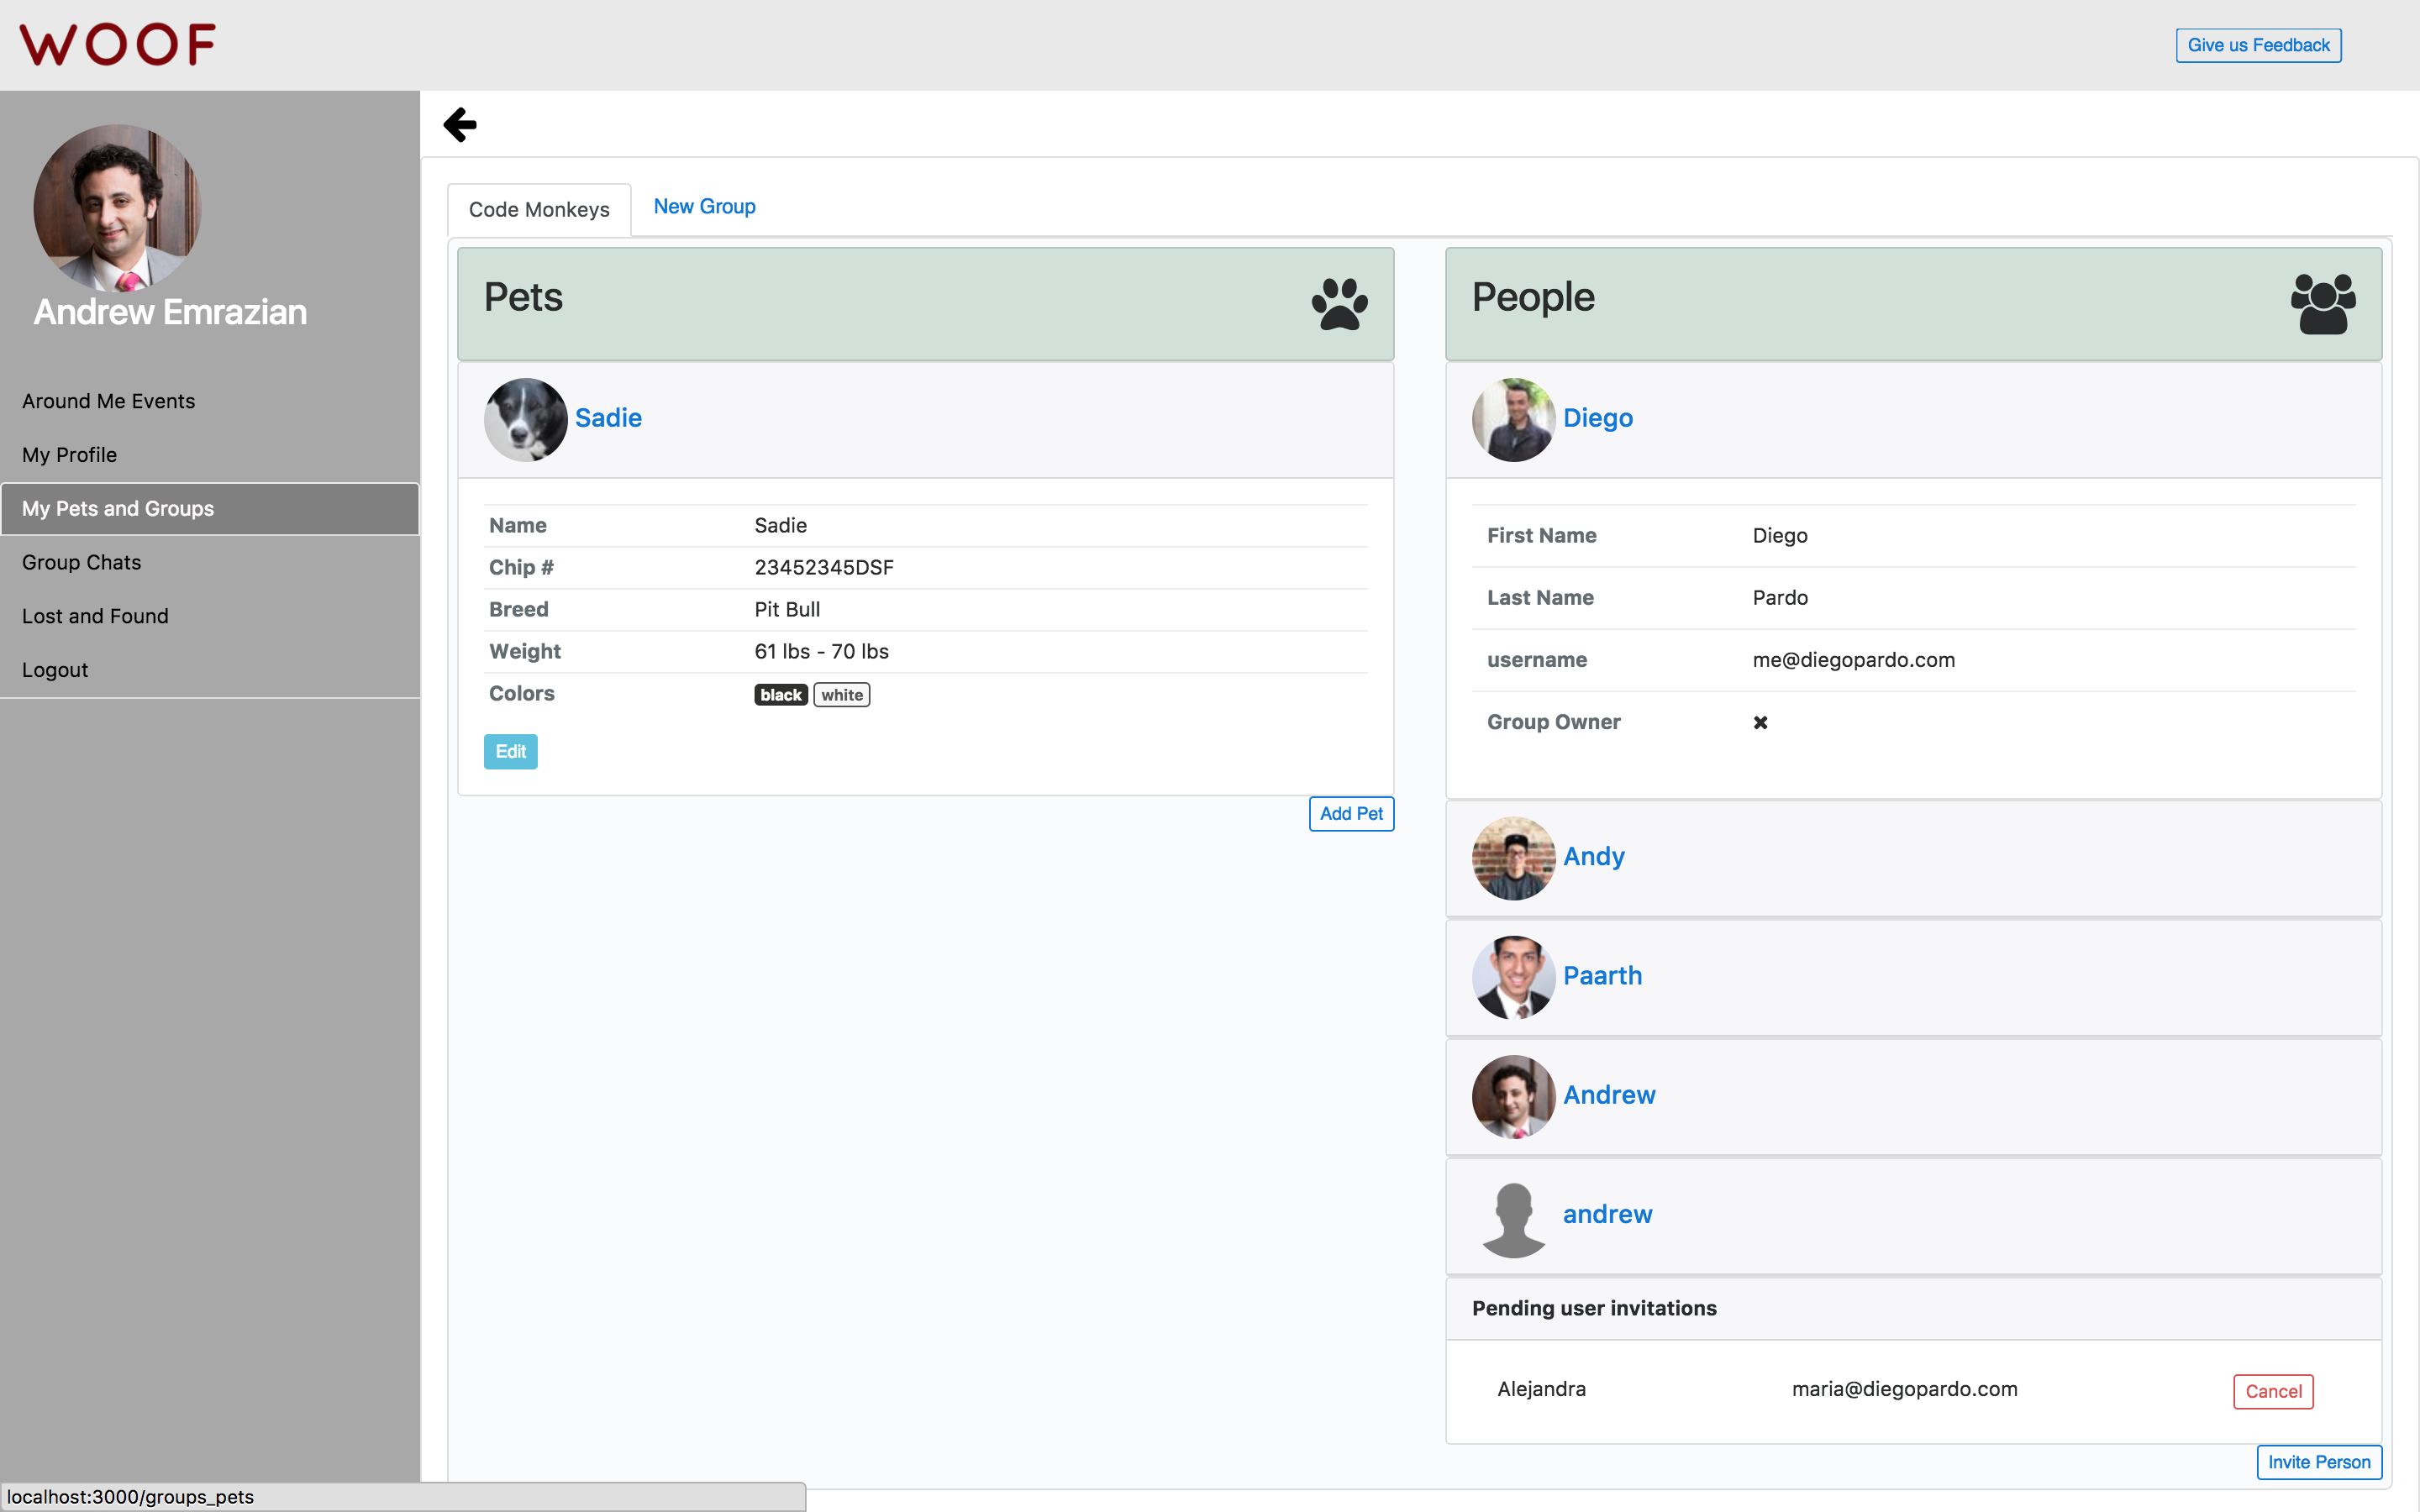 WOOF
Give us Feedback
Andrew Emrazian
Around Me Events
My Profile
My Pets and Groups
Group Chats
Lost and Found
Logout
Code Monkeys
New Group
Pets
Sadie
Name Sadie
Chip # 23452345DSF
Breed Pit Bull
Weight 61 lbs - 70 lbs
Colors black white
Edit
Add Pet
People
Diego
First Name Diego
Last Name Pardo
username me@diegopardo.com
Group Owner
Andy
Paarth
Andrew
andrew
Pending user invitations
Alejandra maria@diegopardo.com Cancel
Invite Person
localhost:3000/groups_pets